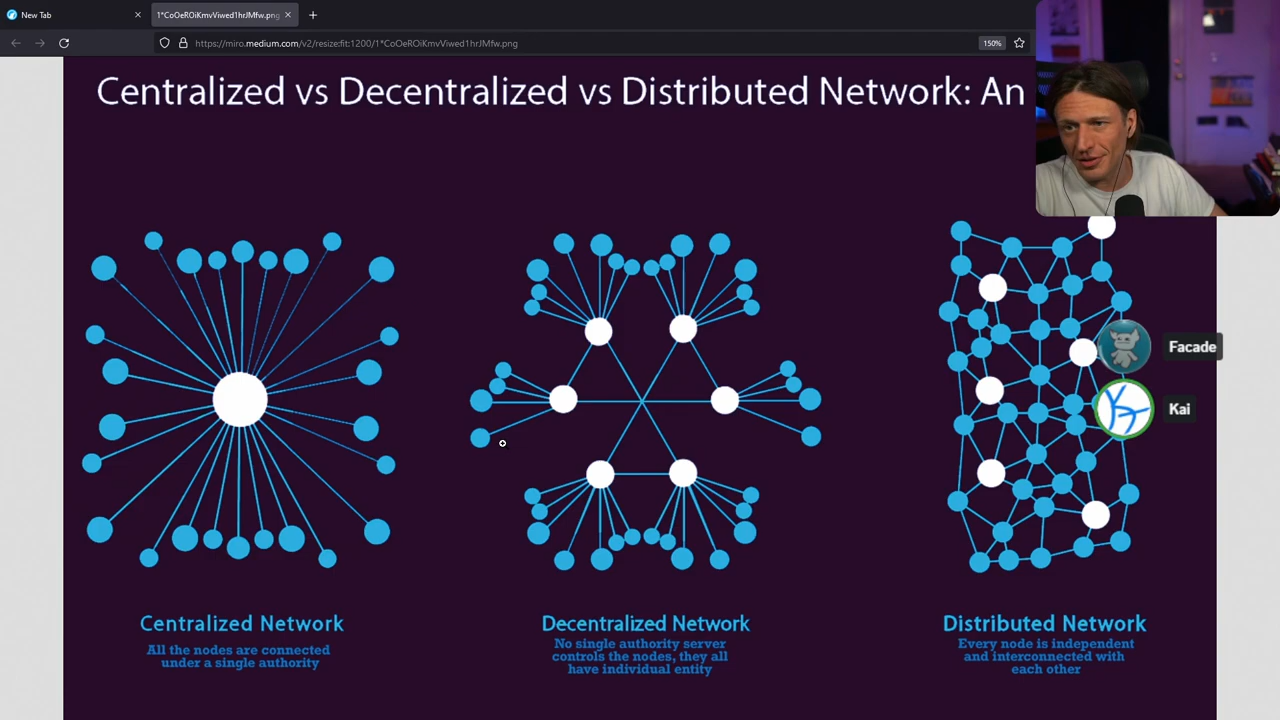 New Tab
1*CoOeROiKmvViwed1hrJMfw.png
https://miro.medium.com/v2/resize:fit:1200/1*CoOeROiKmvViwed1hrJMfw.png
150%
Centralized vs Decentralized vs Distributed Network: An
Facade
Kai
Centralized Network
All the nodes are connected
under a single authority
Decentralized Network
No single authority server
controls the nodes, they all
have individual entity
Distributed Network
Every node is independent
and interconnected with
each other